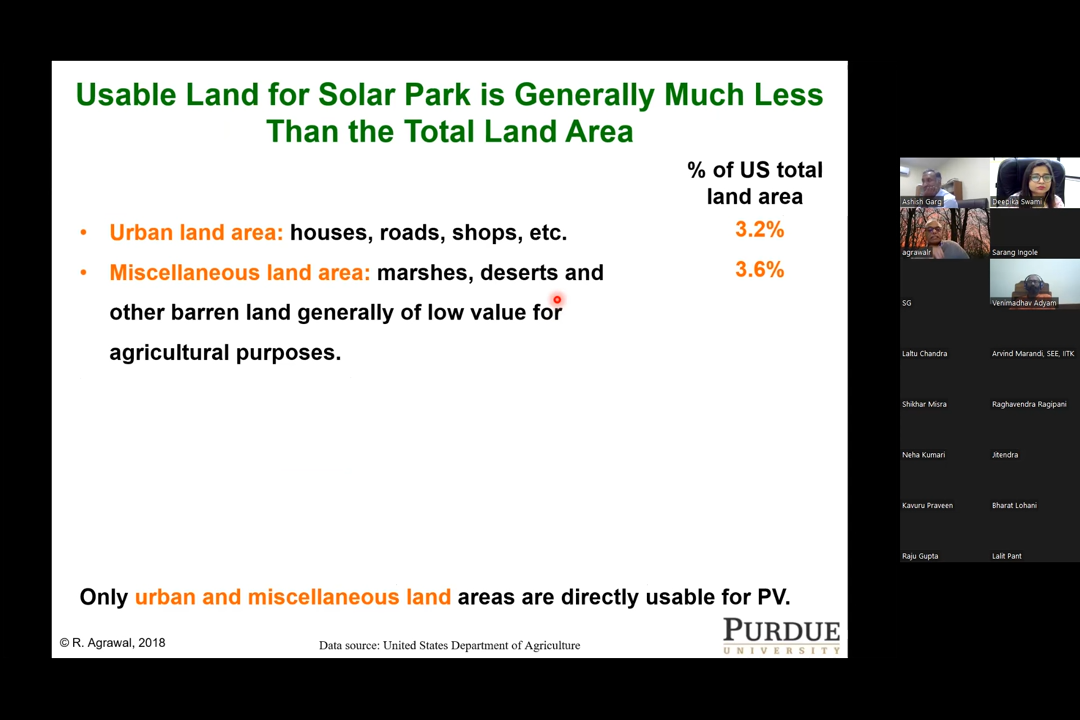 Usable Land for Solar Park is Generally Much Less
Than the Total Land Area
% of US total
land area
• Urban land area: houses, roads, shops, etc.
3.2%
• Miscellaneous land area: marshes, deserts and
3.6%
other barren land generally of low value for
agricultural purposes.
Only urban and miscellaneous land areas are directly usable for PV.
© R. Agrawal, 2018
Data source: United States Department of Agriculture
PURDUE
UNIVERSITY
Ashish Garg
Deepika Swami
agrawalr
Sarang Ingole
SG
Venimadhav Adyam
Laltu Chandra
Arvind Marandi, SEE, IITK
Shikhar Misra
Raghavendra Ragipani
Neha Kumari
Jitendra
Kavuru Praveen
Bharat Lohani
Raju Gupta
Lalit Pant